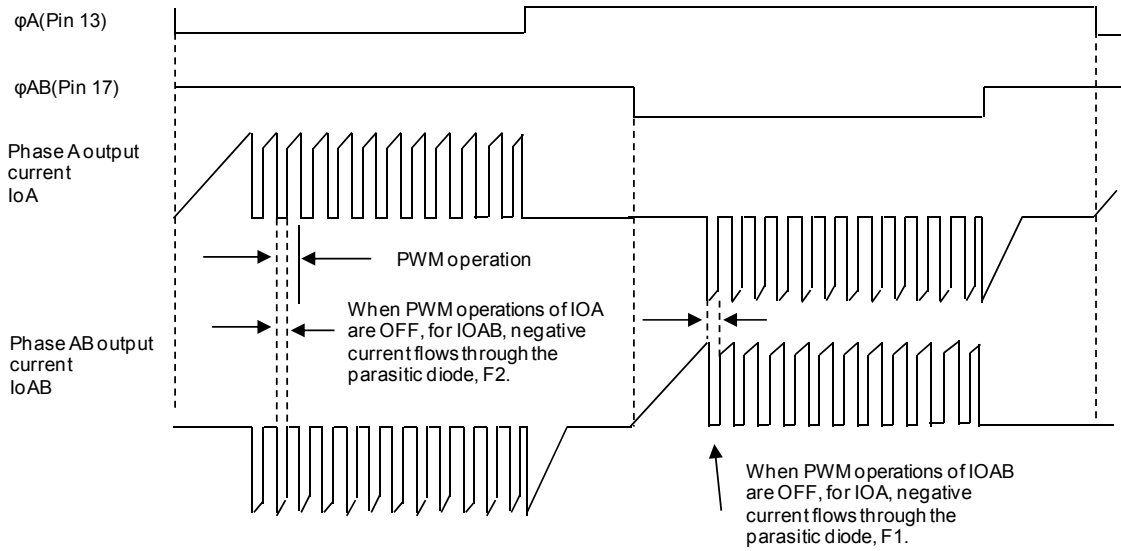 φA(Pin 13)
φAB(Pin 17)
Phase A output
current
IoA
PWM operation
When PWM operations of IOA
are OFF, for IOAB, negative
current flows through the
parasitic diode, F2.
Phase AB output
current
IoAB
When PWM operations of IOAB
are OFF, for IOA, negative
current flows through the
parasitic diode, F1.